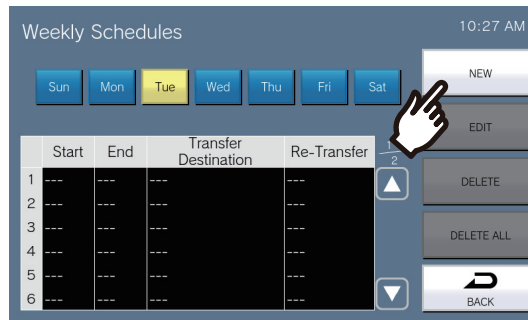 Weekly Schedules 10:27 AM
Sun Mon Tue Wed Thu Fri Sat
NEW
EDIT
DELETE
DELETE ALL
BACK
Start End Transfer Destination Re-Transfer 1/2
1 --- --- --- ---
2 --- --- --- ---
3 --- --- --- ---
4 --- --- --- ---
5 --- --- --- ---
6 --- --- --- ---